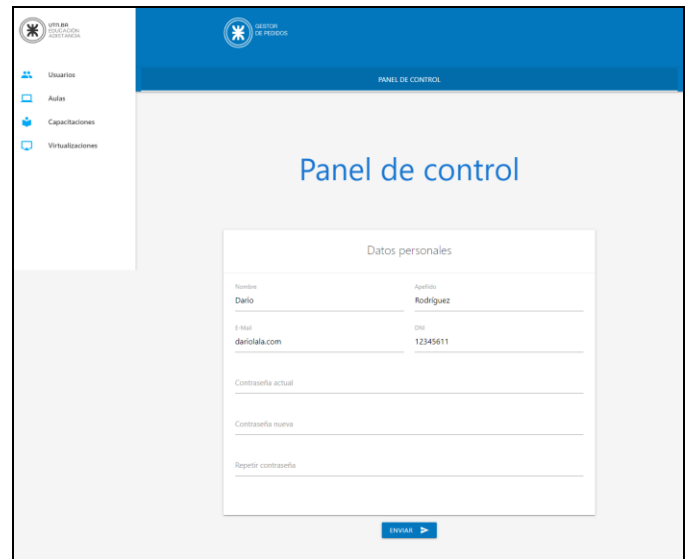 UTN.BA
EDUCACIÓN
A DISTANCIA
GESTOR
DE PEDIDOS
Usuarios
Aulas
Capacitaciones
Virtualizaciones
PANEL DE CONTROL
Panel de control
Datos personales
Nombre
Dario
Apellido
Rodríguez
E-Mail
dariolala.com
DNI
12345611
Contraseña actual
Contraseña nueva
Repetir contraseña
ENVIAR